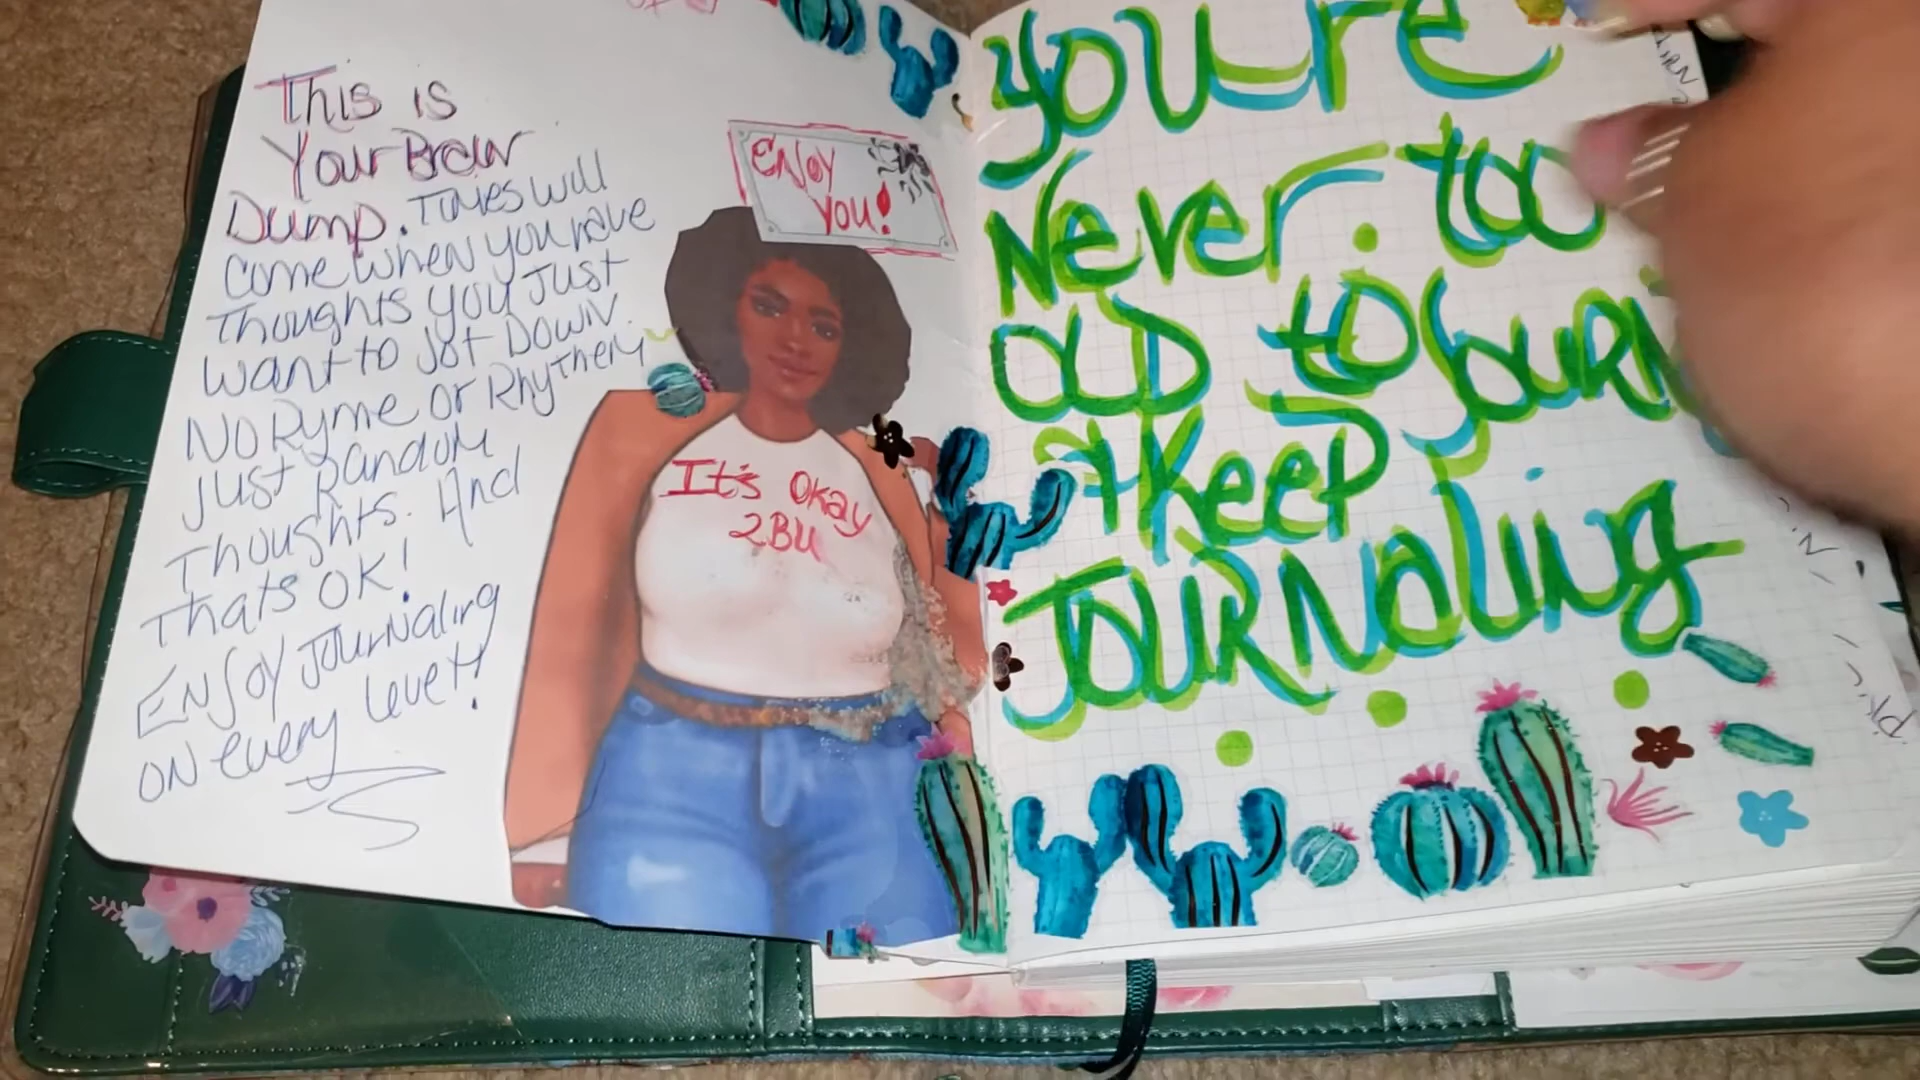 This is
Your Brain
Dump. Times will
come when you have
Thoughts you Just
want to Jot Down.
No Ryme or Rhythem
Just Random
Thoughts. And
thats OK!
ENJOY JOURNaling
ON every level!
ENJOY
YOU!
It's Okay
2BU
you're
Never too
OLD to JOURN
+ Keep
JOURNALiNg